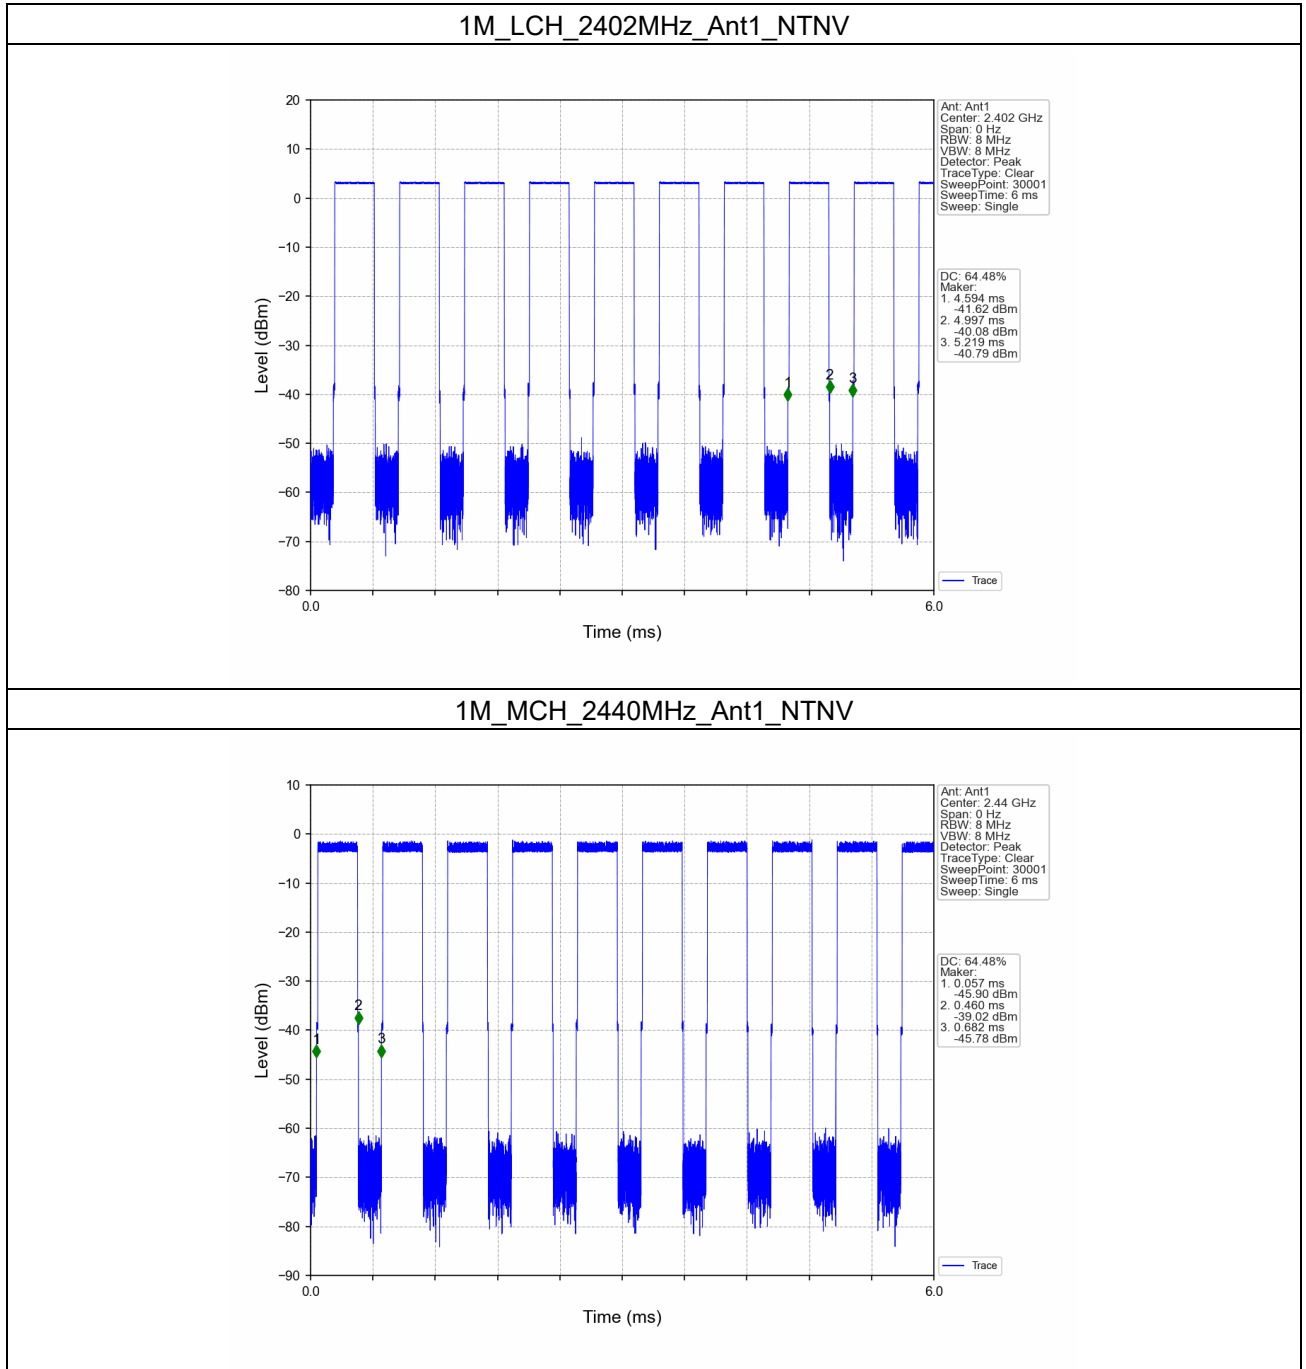 1M_LCH_2402MHz_Ant1_NTNV
20
10
0
−10
−20
−30
−40
−50
−60
−70
−80
Level (dBm)
0.0
6.0
Time (ms)
1
2
3
Ant: Ant1
Center: 2.402 GHz
Span: 0 Hz
RBW: 8 MHz
VBW: 8 MHz
Detector: Peak
TraceType: Clear
SweepPoint: 30001
SweepTime: 6 ms
Sweep: Single
DC: 64.48%
Maker:
1. 4.594 ms
-41.62 dBm
2. 4.997 ms
-40.08 dBm
3. 5.219 ms
-40.79 dBm
Trace
1M_MCH_2440MHz_Ant1_NTNV
10
0
−10
−20
−30
−40
−50
−60
−70
−80
−90
Level (dBm)
0.0
6.0
Time (ms)
1
2
3
Ant: Ant1
Center: 2.44 GHz
Span: 0 Hz
RBW: 8 MHz
VBW: 8 MHz
Detector: Peak
TraceType: Clear
SweepPoint: 30001
SweepTime: 6 ms
Sweep: Single
DC: 64.48%
Maker:
1. 0.057 ms
-45.90 dBm
2. 0.460 ms
-39.02 dBm
3. 0.682 ms
-45.78 dBm
Trace